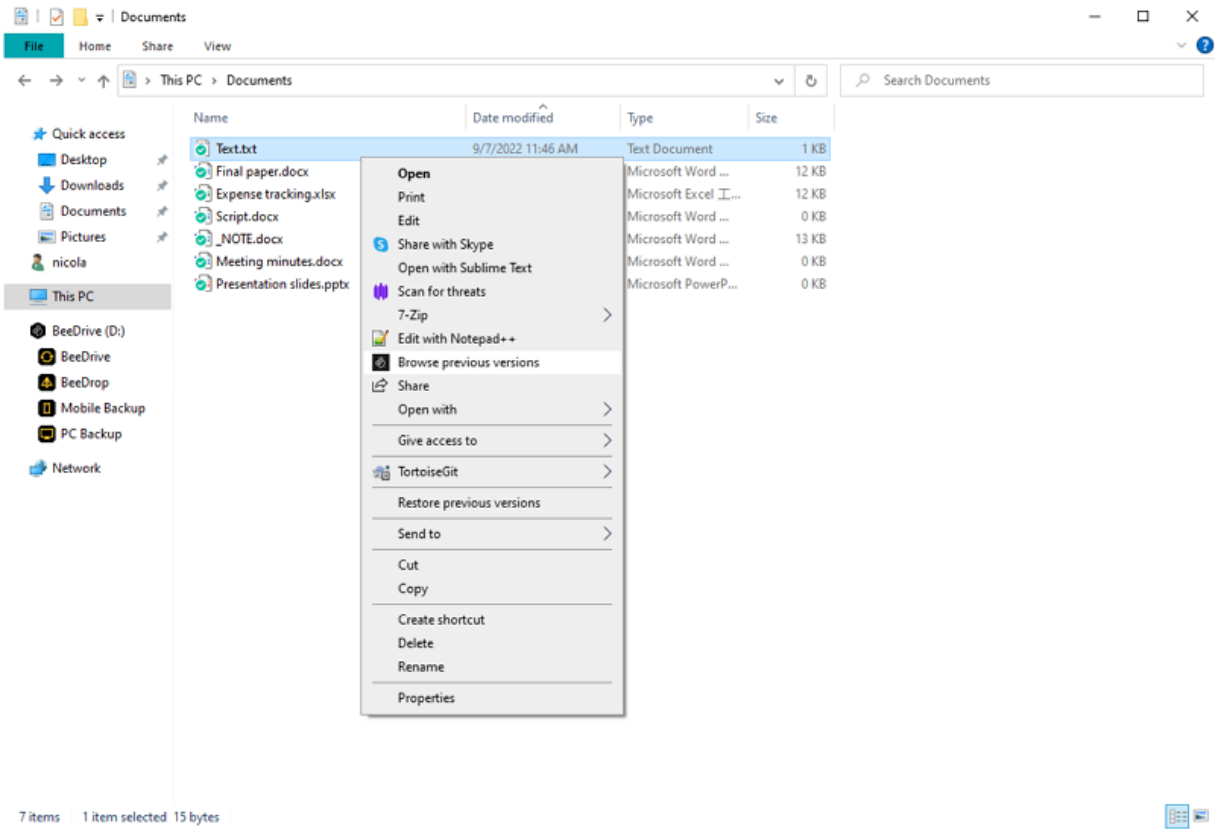 Documents
File Home Share View
This PC > Documents
Search Documents
Name Date modified Type Size
Quick access
Desktop
Downloads
Documents
Pictures
nicola
This PC
BeeDrive (D:)
BeeDrive
BeeDrop
Mobile Backup
PC Backup
Network
Text.txt 9/7/2022 11:46 AM Text Document 1 KB
Final paper.docx Microsoft Word ... 12 KB
Expense tracking.xlsx Microsoft Excel 工... 12 KB
Script.docx Microsoft Word ... 0 KB
_NOTE.docx Microsoft Word ... 13 KB
Meeting minutes.docx Microsoft Word ... 0 KB
Presentation slides.pptx Microsoft PowerP... 0 KB
Open
Print
Edit
Share with Skype
Open with Sublime Text
Scan for threats
7-Zip
Edit with Notepad++
Browse previous versions
Share
Open with
Give access to
TortoiseGit
Restore previous versions
Send to
Cut
Copy
Create shortcut
Delete
Rename
Properties
7 items 1 item selected 15 bytes